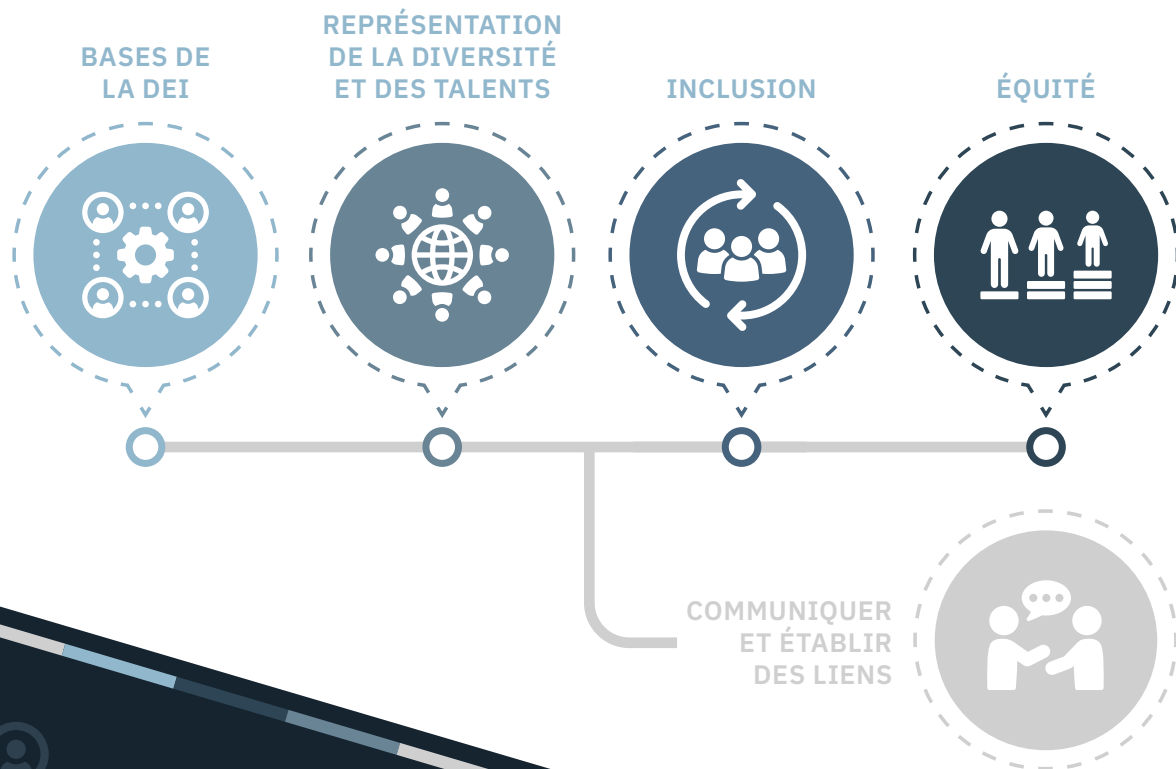 BASES DE
LA DEI
REPRÉSENTATION
DE LA DIVERSITÉ
ET DES TALENTS
INCLUSION
ÉQUITÉ
COMMUNIQUER
ET ÉTABLIR
DES LIENS